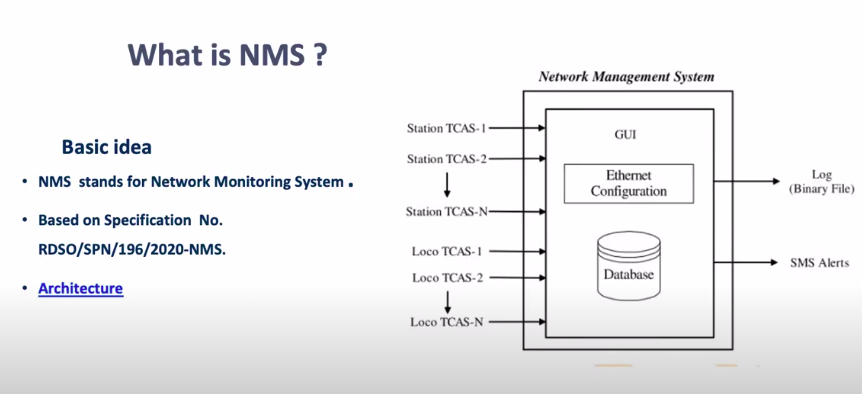 What is NMS ?
Basic idea
• NMS stands for Network Monitoring System .
• Based on Specification No.
RDSO/SPN/196/2020-NMS.
• Architecture
Network Management System
Station TCAS-1
Station TCAS-2
Station TCAS-N
Loco TCAS-1
Loco TCAS-2
Loco TCAS-N
GUI
Ethernet
Configuration
Database
Log
(Binary File)
SMS Alerts